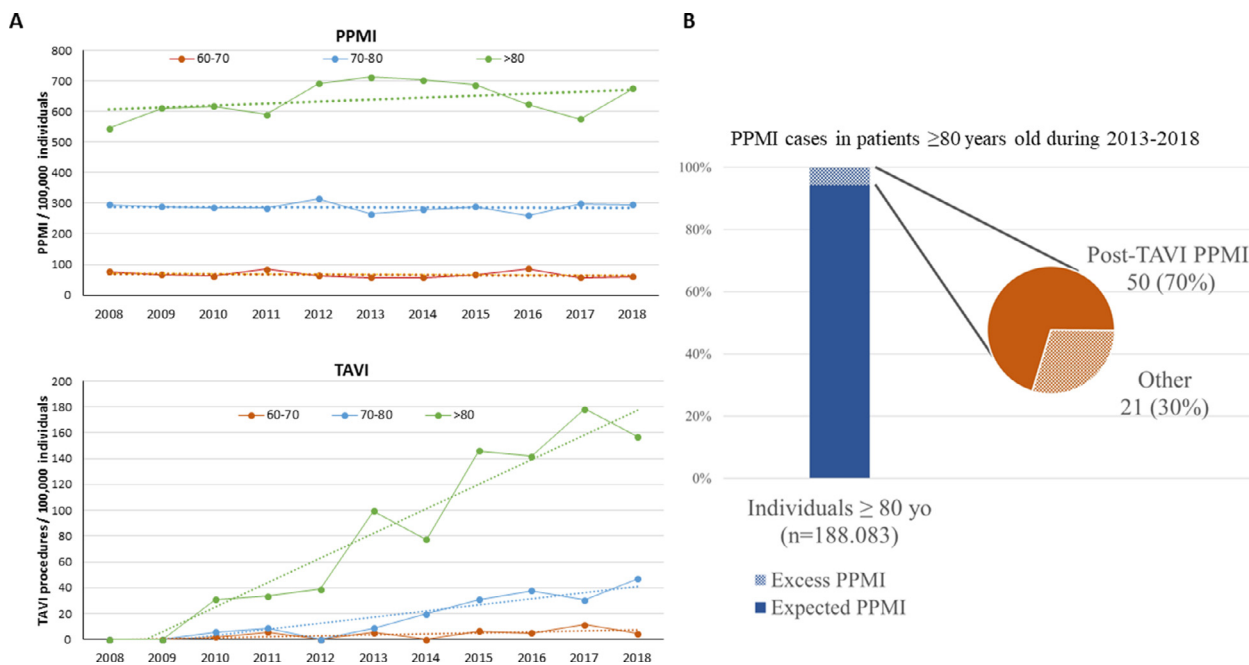 A
PPMI
60-70
70-80
>80
PPMI / 100,000 individuals
800
700
600
500
400
300
200
100
0
2008 2009 2010 2011 2012 2013 2014 2015 2016 2017 2018
TAVI
60-70
70-80
>80
TAVI procedures / 100,000 individuals
200
180
160
140
120
100
80
60
40
20
0
2008 2009 2010 2011 2012 2013 2014 2015 2016 2017 2018
B
PPMI cases in patients ≥80 years old during 2013-2018
100%
80%
60%
40%
20%
0%
Post-TAVI PPMI
50 (70%)
Other
21 (30%)
Individuals ≥ 80 yo
(n=188.083)
Excess PPMI
Expected PPMI